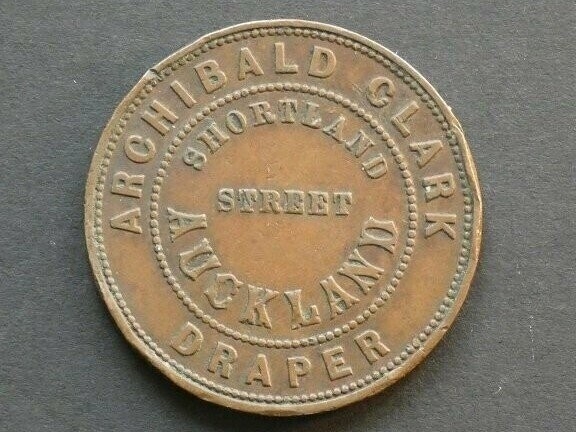 ARCHIBALD CLARK
DRAPER
SHORTLAND
STREET
AUCKLAND